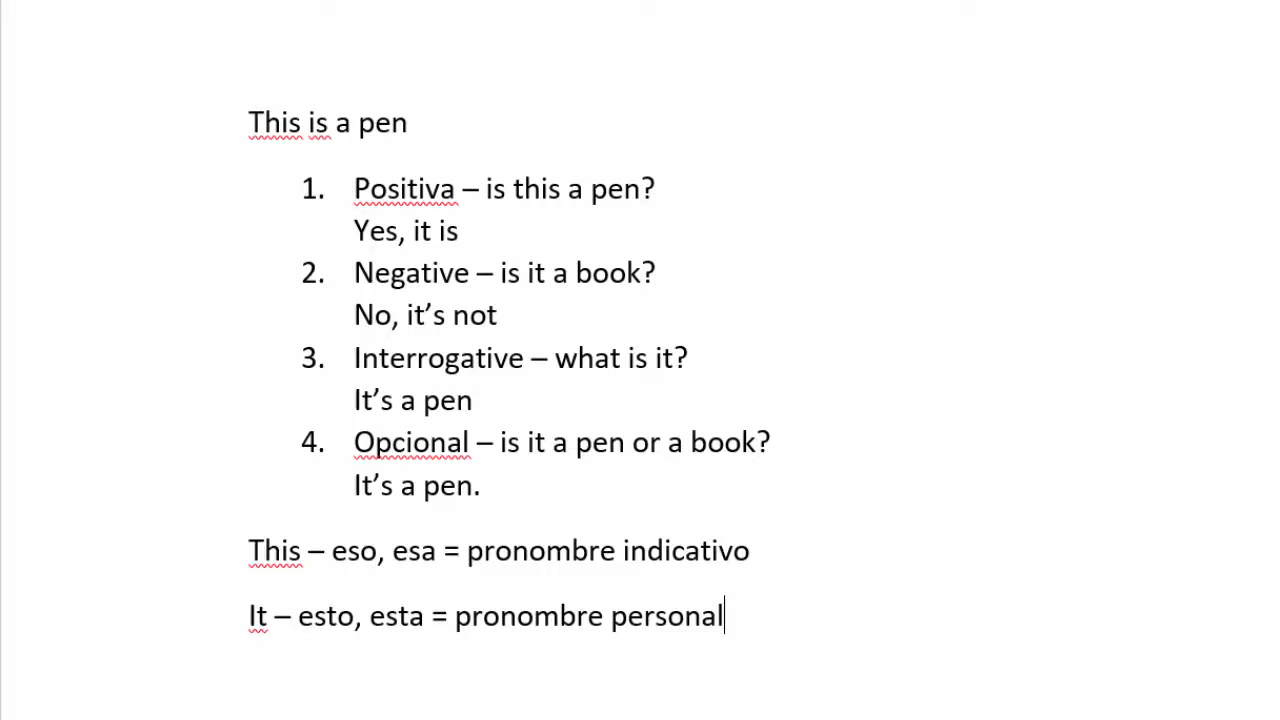 This is a pen
1. Positiva – is this a pen?
Yes, it is
2. Negative – is it a book?
No, it’s not
3. Interrogative – what is it?
It’s a pen
4. Opcional – is it a pen or a book?
It’s a pen.
This – eso, esa = pronombre indicativo
It – esto, esta = pronombre personal